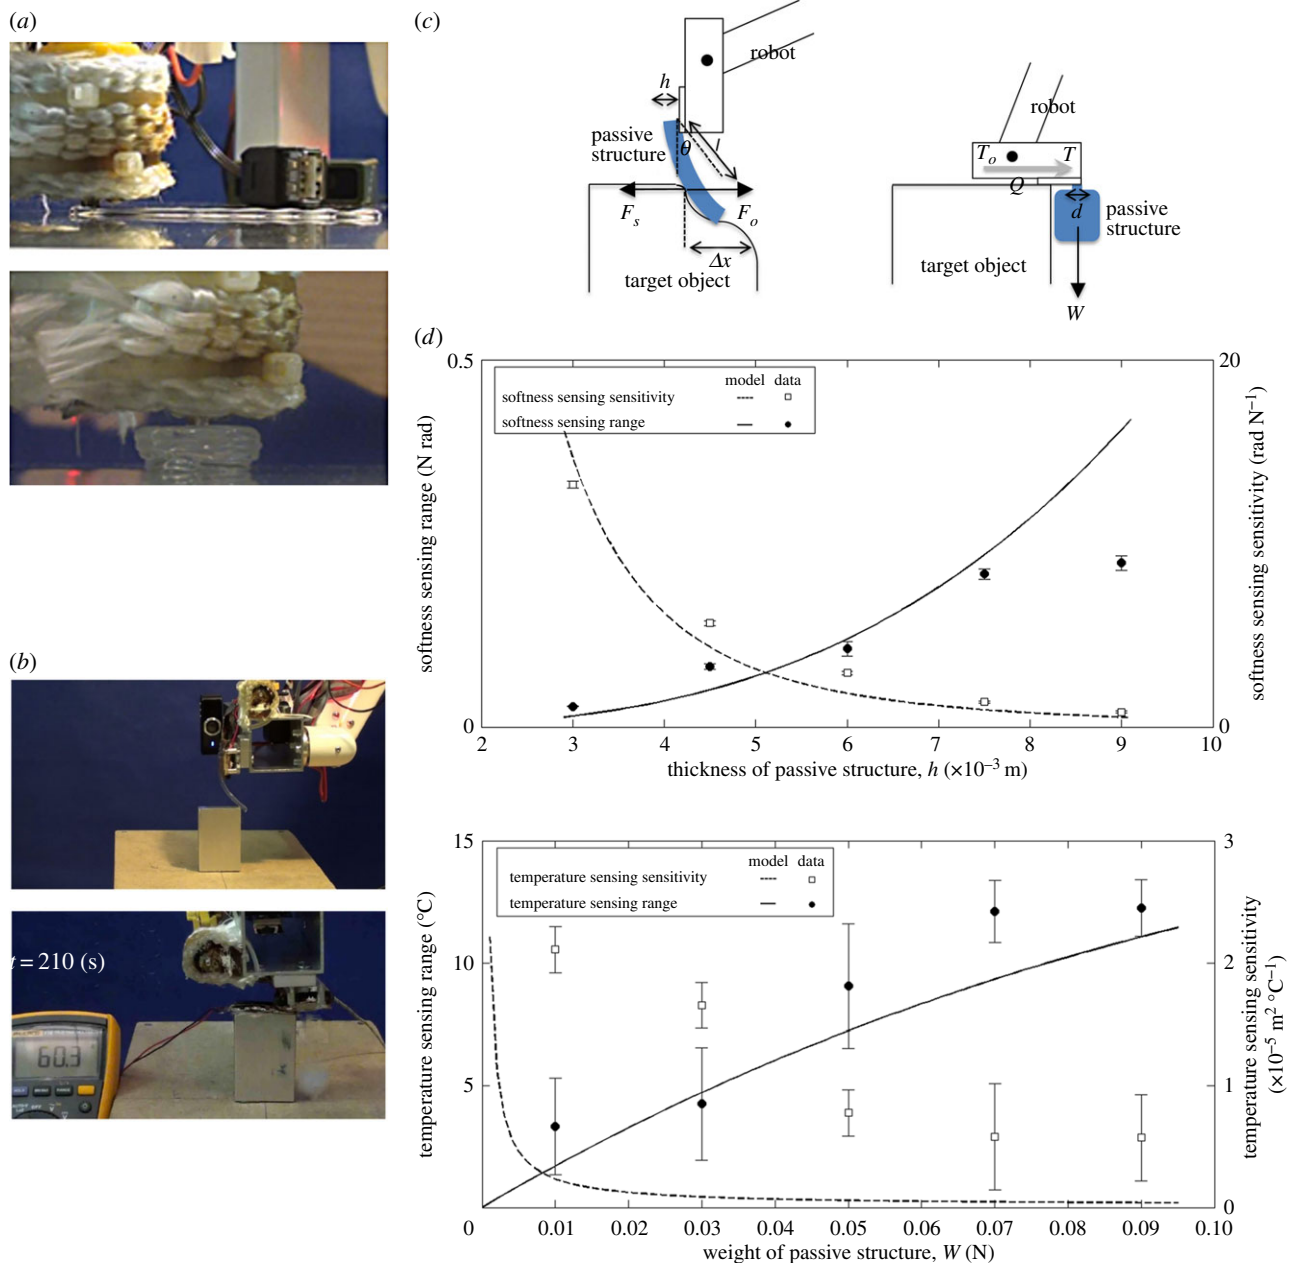 (a)
t = 210 (s)
60.3
(b)
(c)
robot
h
passive
structure
θ
l
F_s
F_o
Δx
target object
robot
T_o
T
Q
d
passive
structure
target object
W
(d)
model data
softness sensing sensitivity
softness sensing range
softness sensing range (N rad)
0.5
0
softness sensing sensitivity (rad N⁻¹)
20
0
2 3 4 5 6 7 8 9 10
thickness of passive structure, h (×10⁻³ m)
model data
temperature sensing sensitivity
temperature sensing range
temperature sensing range (°C)
15
10
5
temperature sensing sensitivity
(×10⁻⁵ m² °C⁻¹)
3
2
1
0
0 0.01 0.02 0.03 0.04 0.05 0.06 0.07 0.08 0.09 0.10
weight of passive structure, W (N)